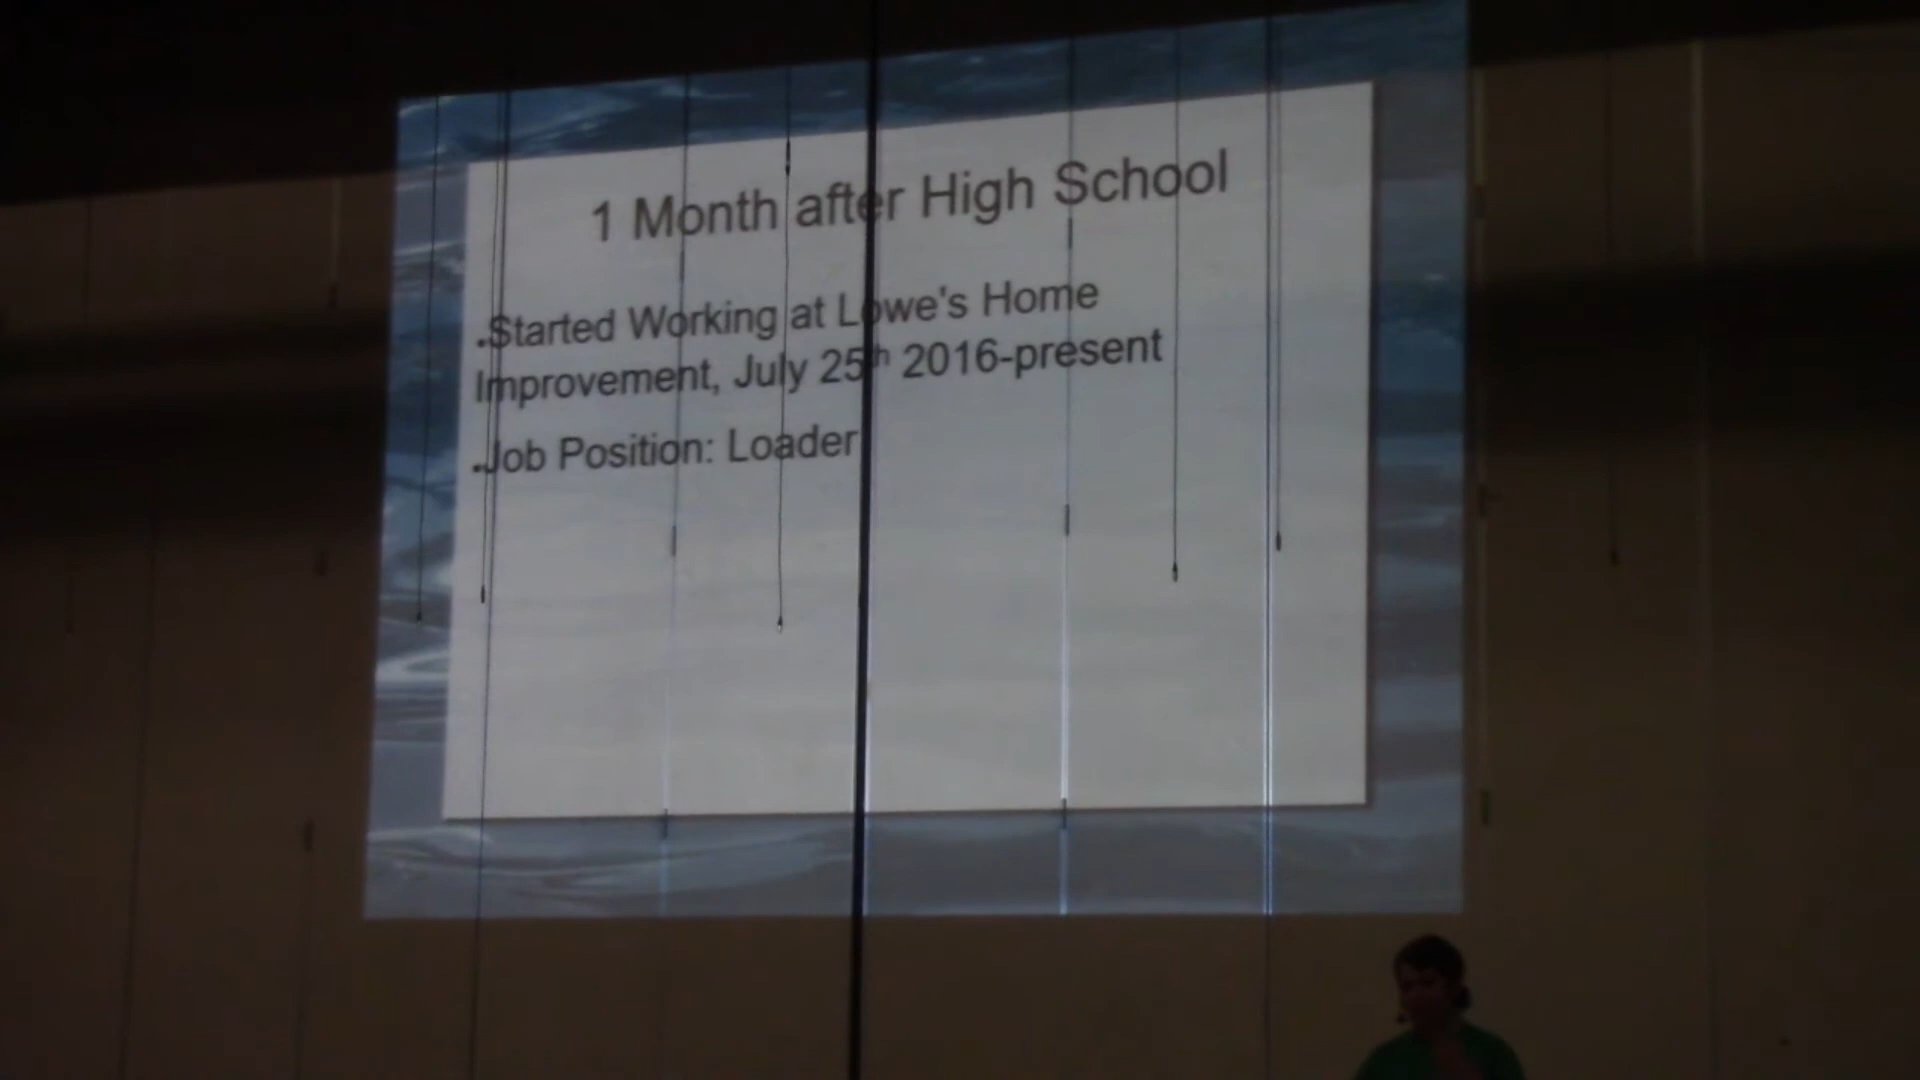 1 Month after High School
.Started Working at Lowe's Home
Improvement, July 25th 2016-present
.Job Position: Loader